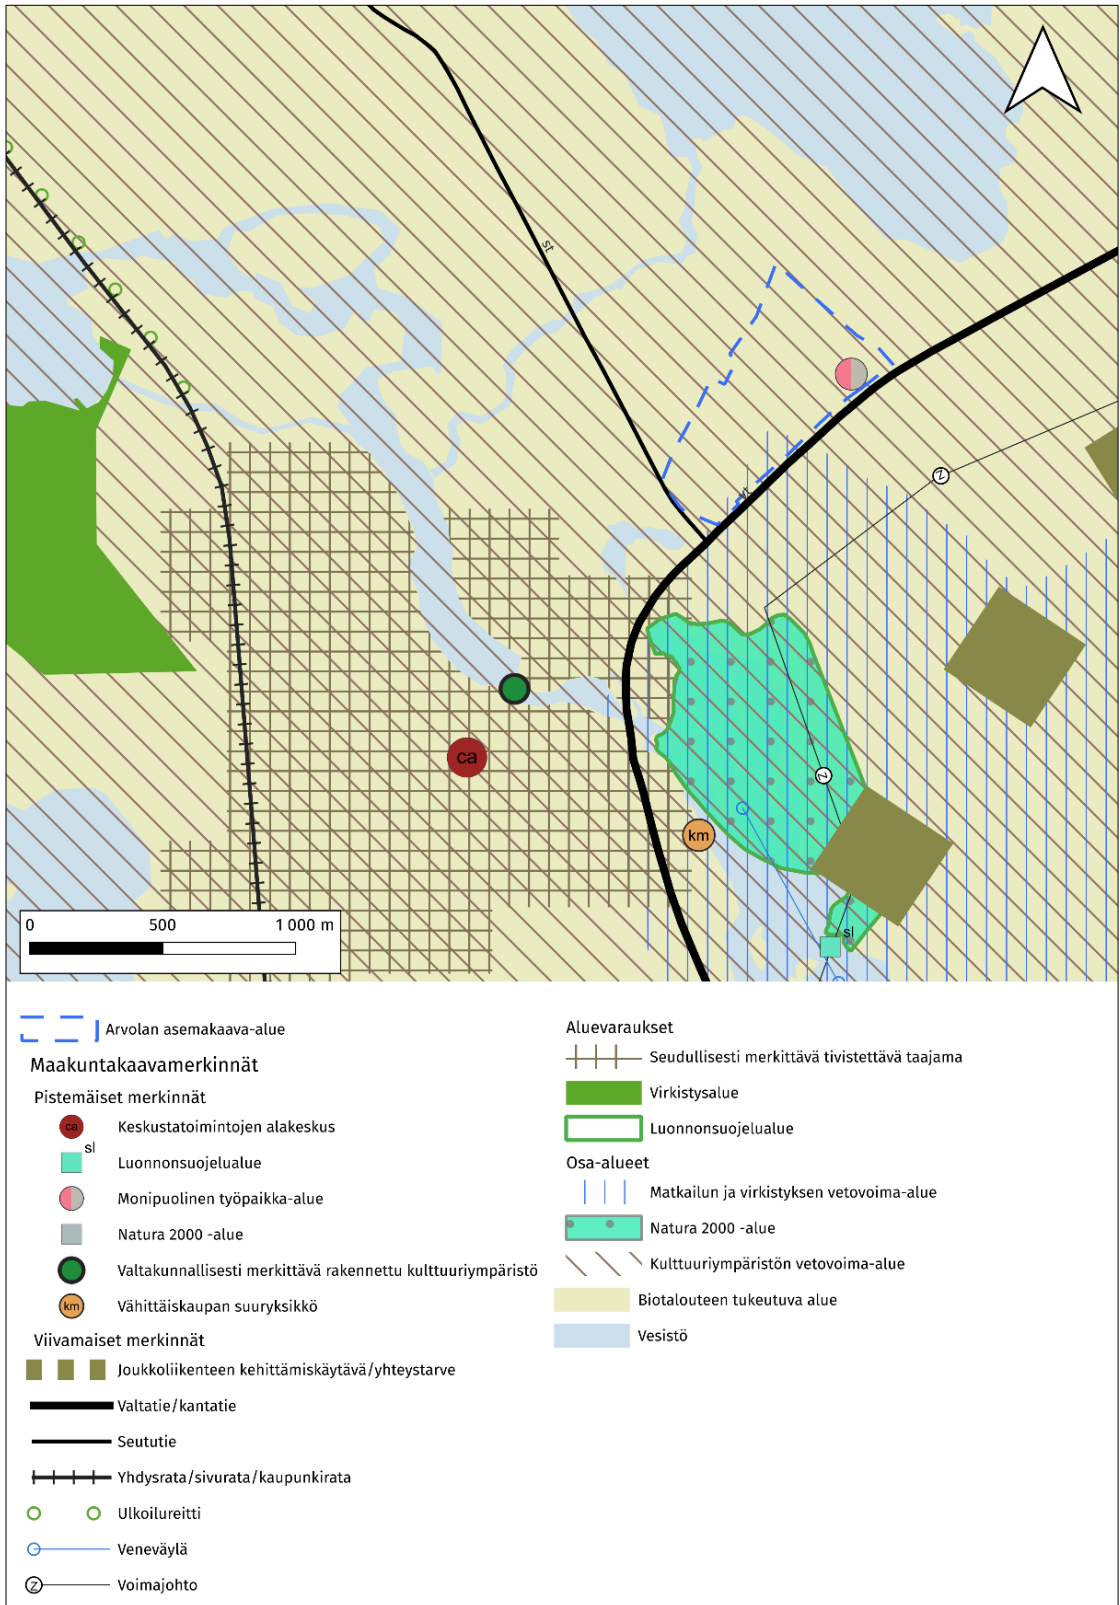 st
Z
ca
km
Z
sl
0 500 1 000 m
Arvolan asemakaava-alue
Maakuntakaavamerkinnät
Pistemäiset merkinnät
ca Keskustatoimintojen alakeskus
sl
Luonnonsuojelualue
Monipuolinen työpaikka-alue
Natura 2000 -alue
Valtakunnallisesti merkittävä rakennettu kulttuuriympäristö
km Vähittäiskaupan suuryksikkö
Viivamaiset merkinnät
Joukkoliikenteen kehittämiskäytävä/yhteystarve
Valtatie/kantatie
Seututie
Yhdysrata/sivurata/kaupunkirata
Ulkoilureitti
Veneväylä
Z Voimajohto
Aluevaraukset
Seudullisesti merkittävä tivistettävä taajama
Virkistysalue
Luonnonsuojelualue
Osa-alueet
Matkailun ja virkistyksen vetovoima-alue
Natura 2000 -alue
Kulttuuriympäristön vetovoima-alue
Biotalouteen tukeutuva alue
Vesistö